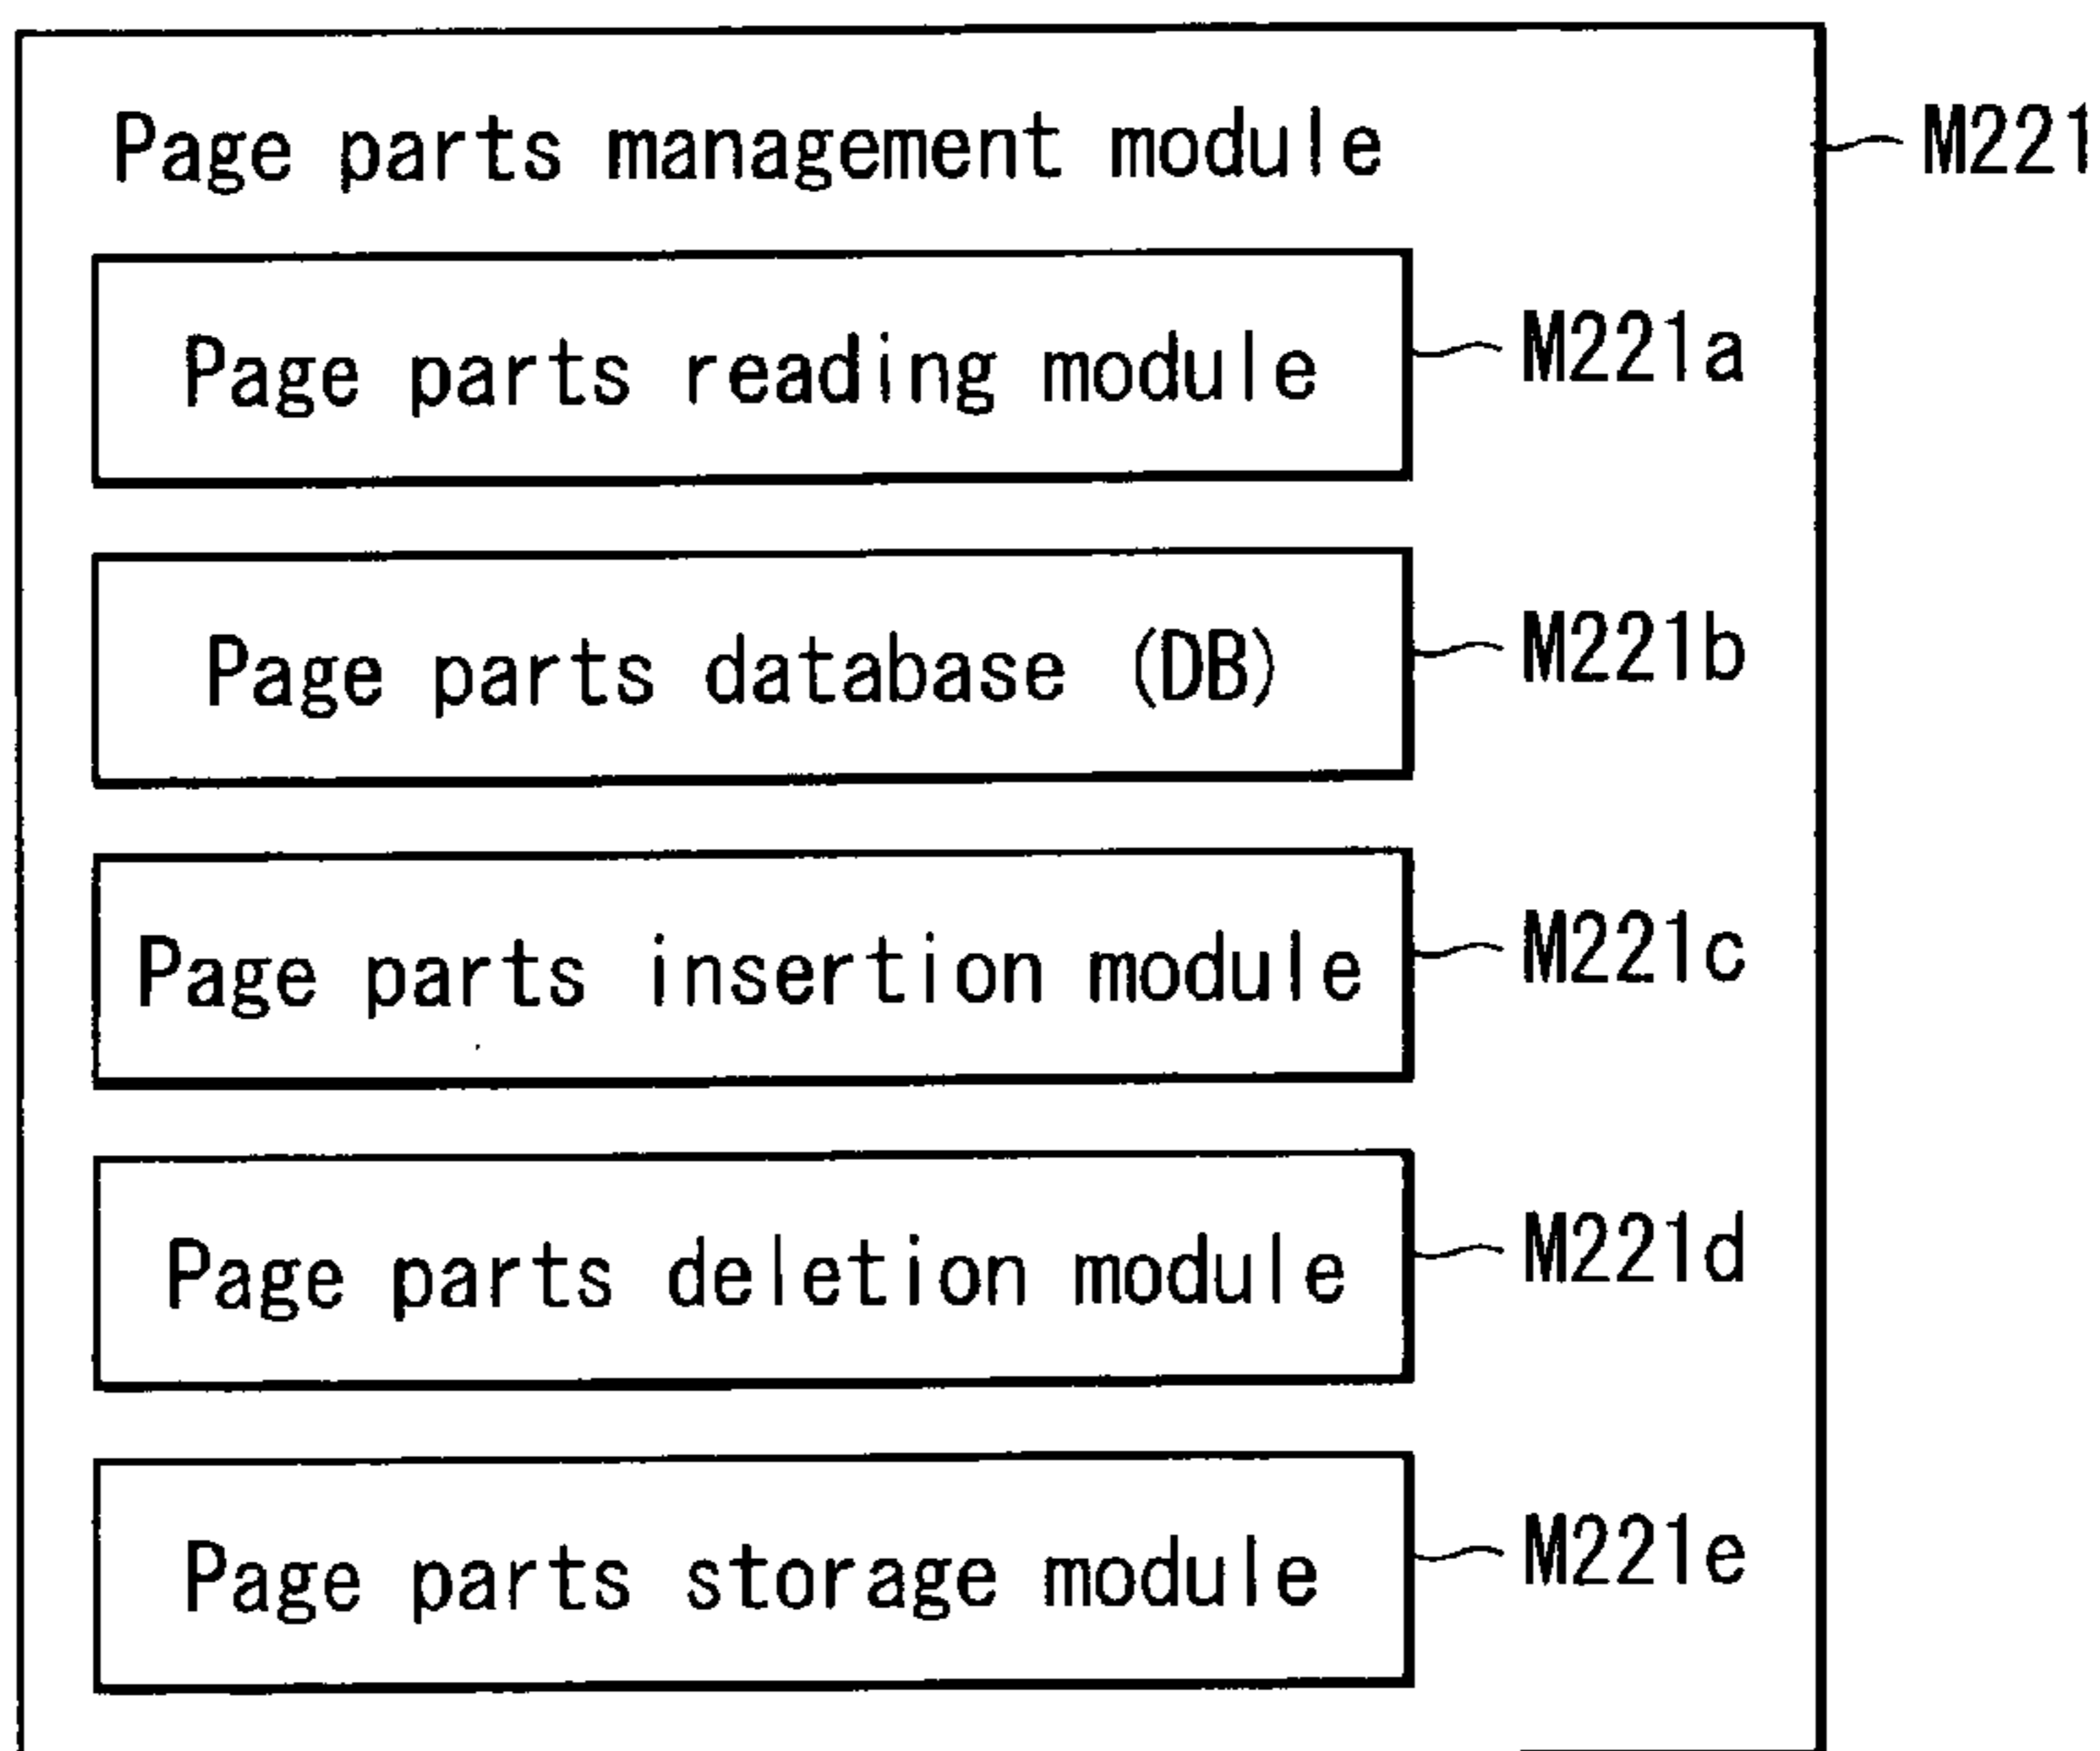 Page parts management module M221
Page parts reading module M221a
Page parts database (DB) M221b
Page parts insertion module M221c
Page parts deletion module M221d
Page parts storage module M221e